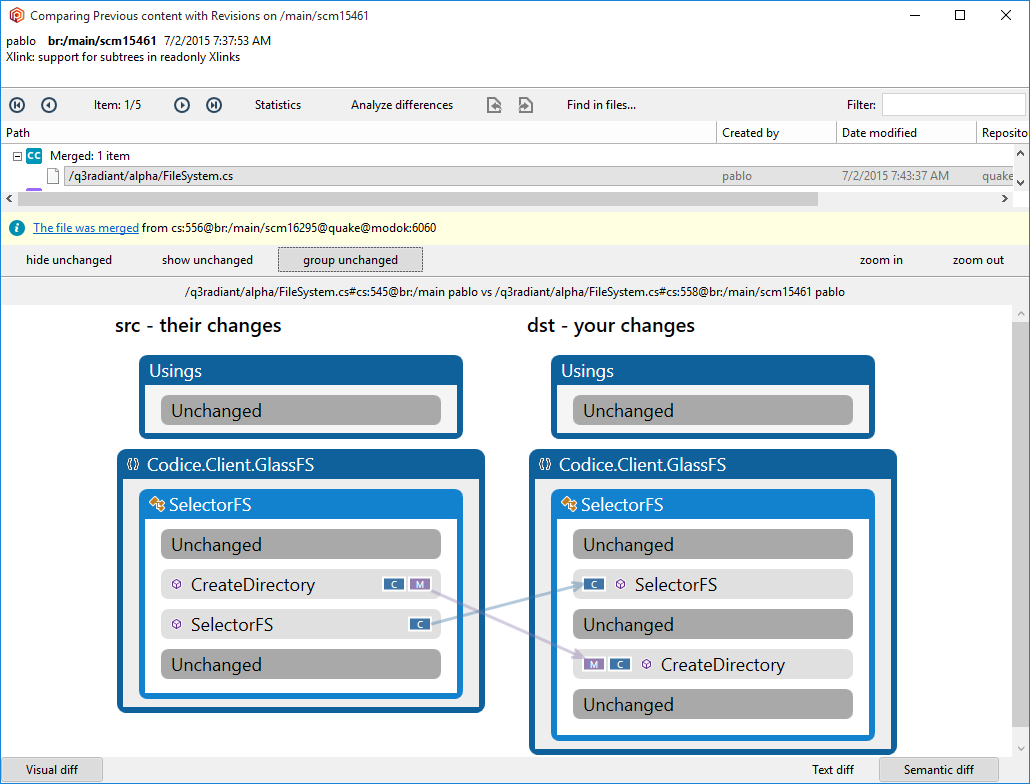 Comparing Previous content with Revisions on /main/scm15461
pablo br:/main/scm15461 7/2/2015 7:37:53 AM
Xlink: support for subtrees in readonly Xlinks
Item: 1/5 Statistics Analyze differences Find in files... Filter:
Path Created by Date modified Reposito
CC Merged: 1 item
/q3radiant/alpha/FileSystem.cs pablo 7/2/2015 7:43:37 AM quake
The file was merged from cs:556@br:/main/scm16295@quake@modok:6060
hide unchanged show unchanged group unchanged zoom in zoom out
/q3radiant/alpha/FileSystem.cs#cs:545@br:/main pablo vs /q3radiant/alpha/FileSystem.cs#cs:558@br:/main/scm15461 pablo
src - their changes
Usings
Unchanged
Codice.Client.GlassFS
SelectorFS
Unchanged
CreateDirectory C M
SelectorFS C
Unchanged
dst - your changes
Usings
Unchanged
Codice.Client.GlassFS
SelectorFS
Unchanged
C SelectorFS
Unchanged
M C CreateDirectory
Unchanged
Visual diff Text diff Semantic diff